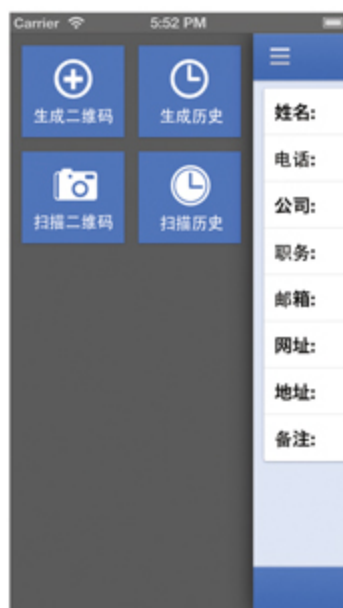 Carrier 5:52 PM
生成二维码
生成历史
扫描二维码
扫描历史
姓名:
电话:
公司:
职务:
邮箱:
网址:
地址:
备注: